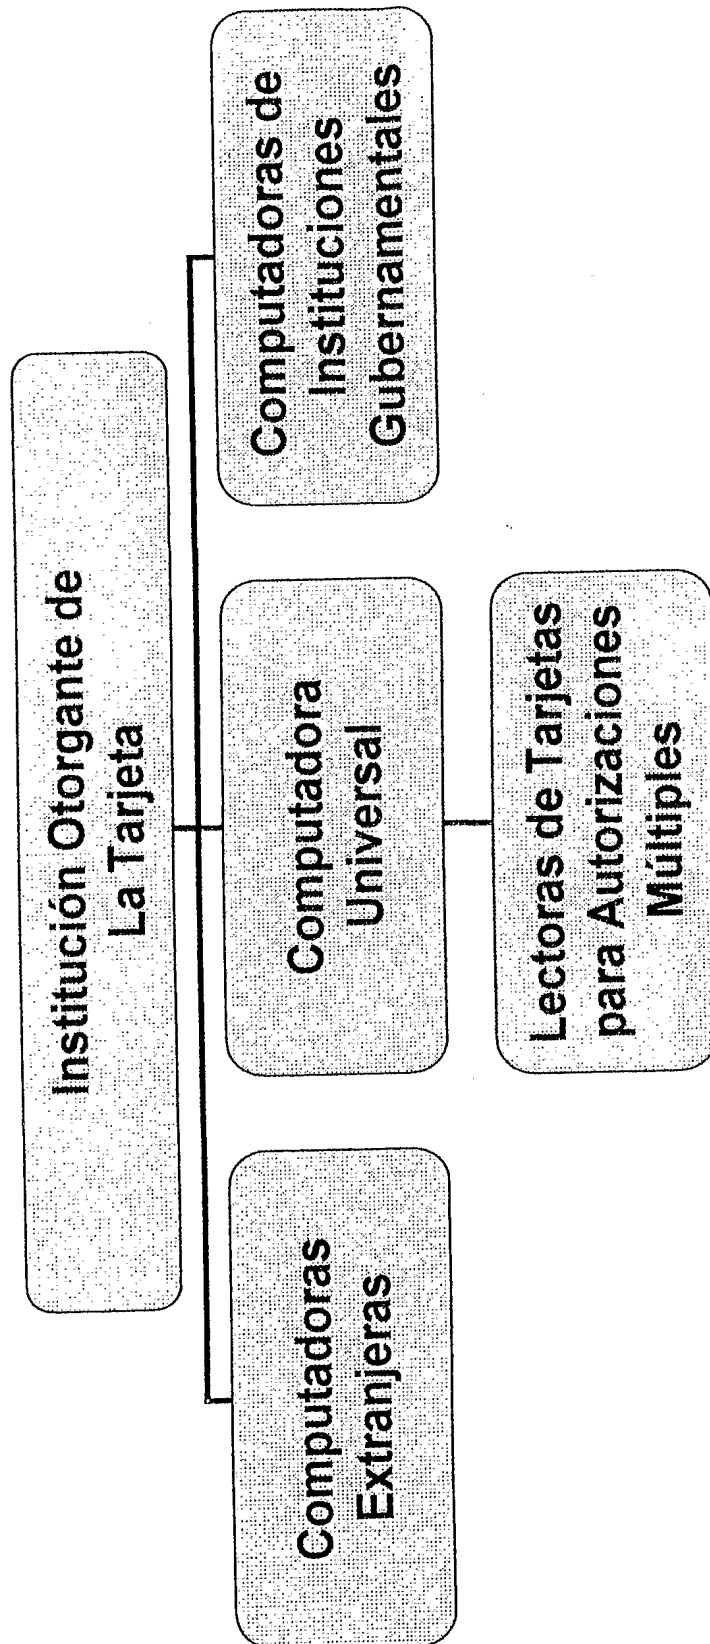 Institución Otorgante de
La Tarjeta
Computadoras
Extranjeras
Computadora
Universal
Computadoras de
Instituciones
Gubernamentales
Lectoras de Tarjetas
para Autorizaciones
Múltiples